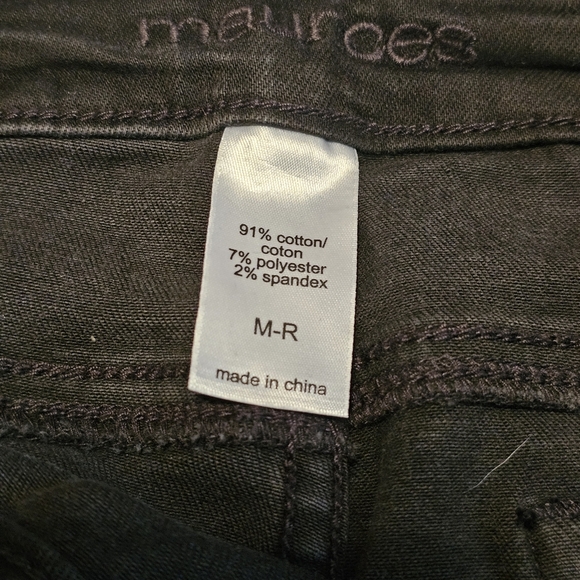 maurices
91% cotton/
coton
7% polyester
2% spandex
M-R
made in china